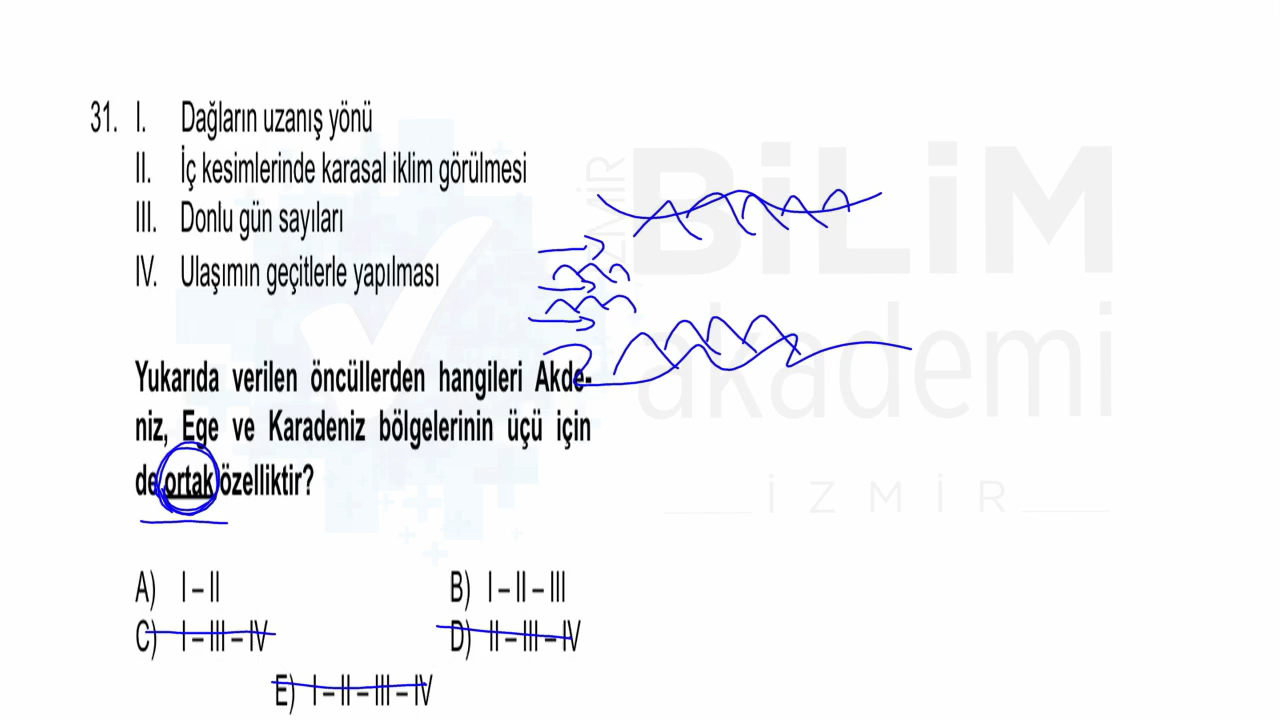 31. I. Dağların uzanış yönü
II. İç kesimlerinde karasal iklim görülmesi
III. Donlu gün sayıları
IV. Ulaşımın geçitlerle yapılması
Yukarıda verilen öncüllerden hangileri Akde-
niz, Ege ve Karadeniz bölgelerinin üçü için
de ortak özelliktir?
A) I – II
B) I – II – III
C) I – III – IV
D) II – III – IV
E) I – II – III – IV
İZMİR
BiLiM
akademi
İZMİR